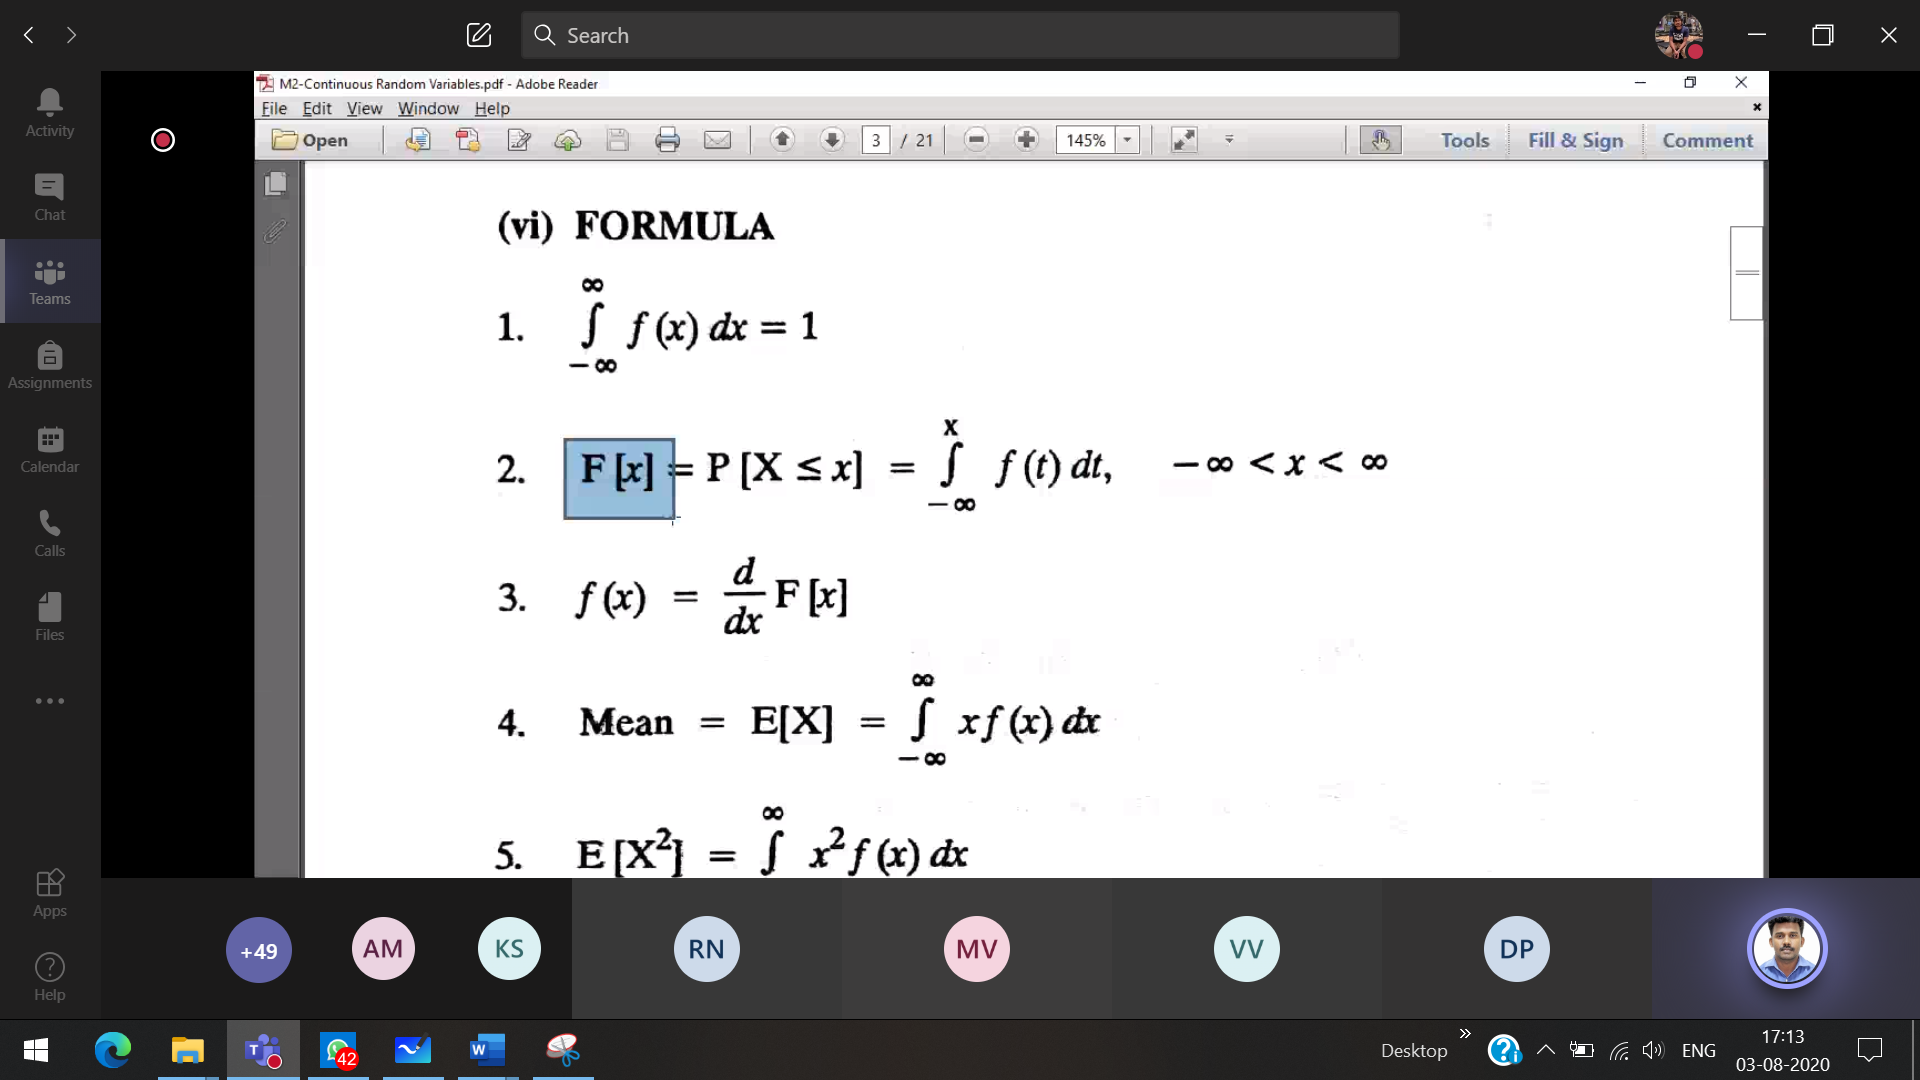 Search
M2-Continuous Random Variables.pdf - Adobe Reader
File Edit View Window Help
Open 3 / 21 145% Tools Fill & Sign Comment
Activity
Chat
Teams
Assignments
Calendar
Calls
Files
Apps
Help
(vi) FORMULA
1. ∫_{-∞}^{∞} f (x) dx = 1
2. F [x] = P [X ≤ x] = ∫_{-∞}^{x} f (t) dt, - ∞ < x < ∞
3. f (x) = d/dx F [x]
4. Mean = E[X] = ∫_{-∞}^{∞} x f (x) dx
5. E [X²] = ∫^{∞} x² f (x) dx
+49 AM KS RN MV VV DP
42
Desktop » ENG 17:13
03-08-2020